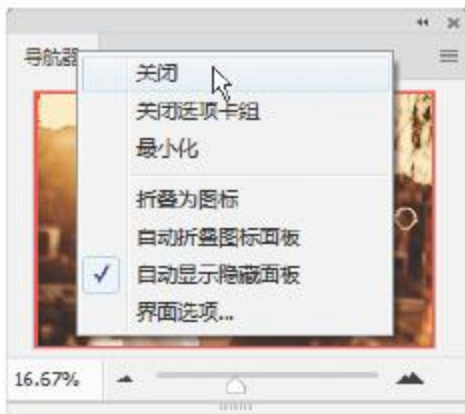 导航器
关闭
关闭选项卡组
最小化
折叠为图标
自动折叠图标面板
自动显示隐藏面板
界面选项...
16.67%